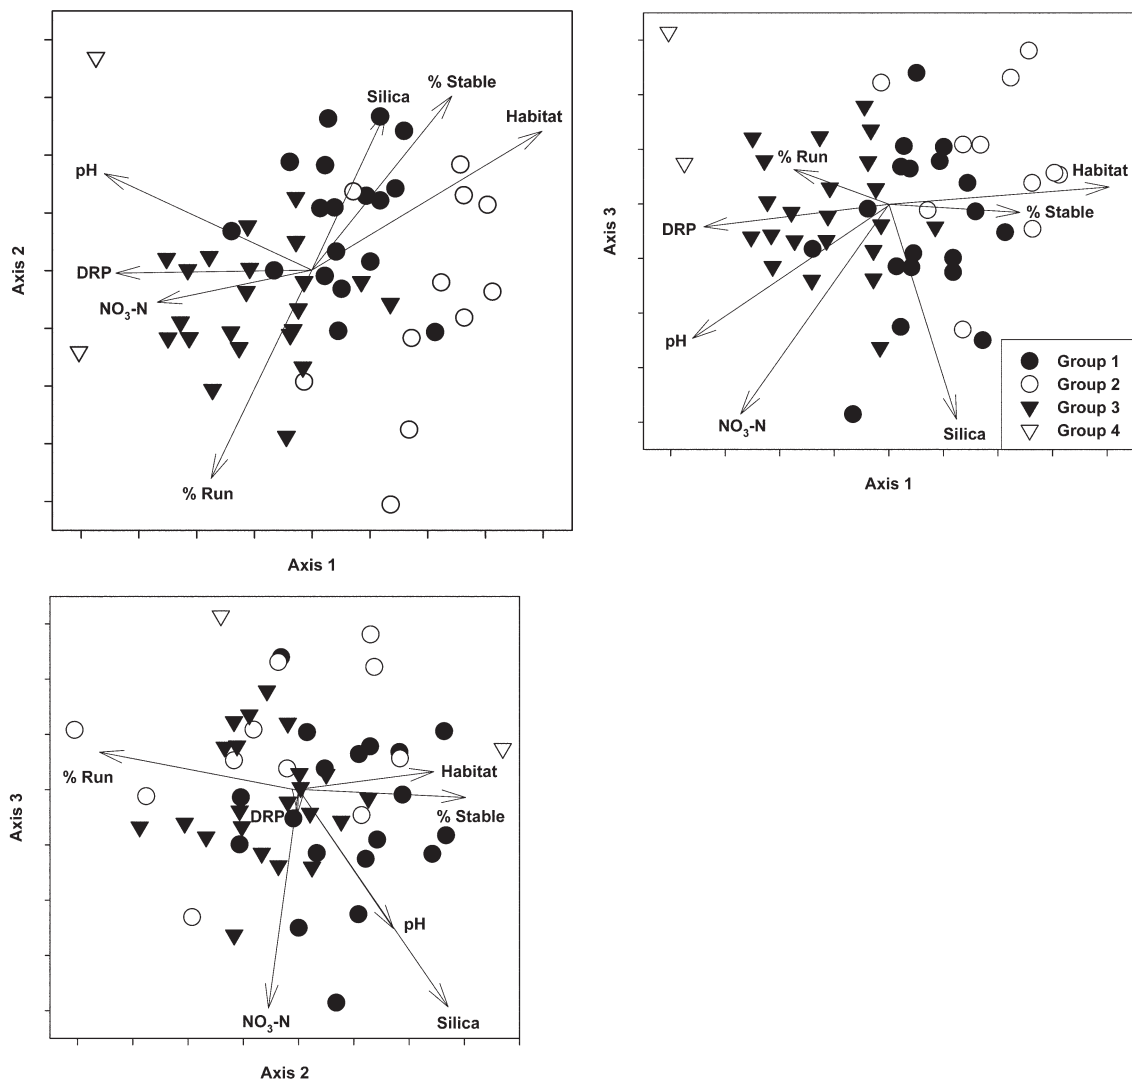 Silica
% Stable
Habitat
pH
DRP
NO3-N
% Run
Axis 2
Axis 1
% Run
Habitat
% Stable
DRP
pH
NO3-N
Silica
Axis 3
Axis 1
Group 1
Group 2
Group 3
Group 4
% Run
Habitat
% Stable
DRP
pH
NO3-N
Silica
Axis 3
Axis 2